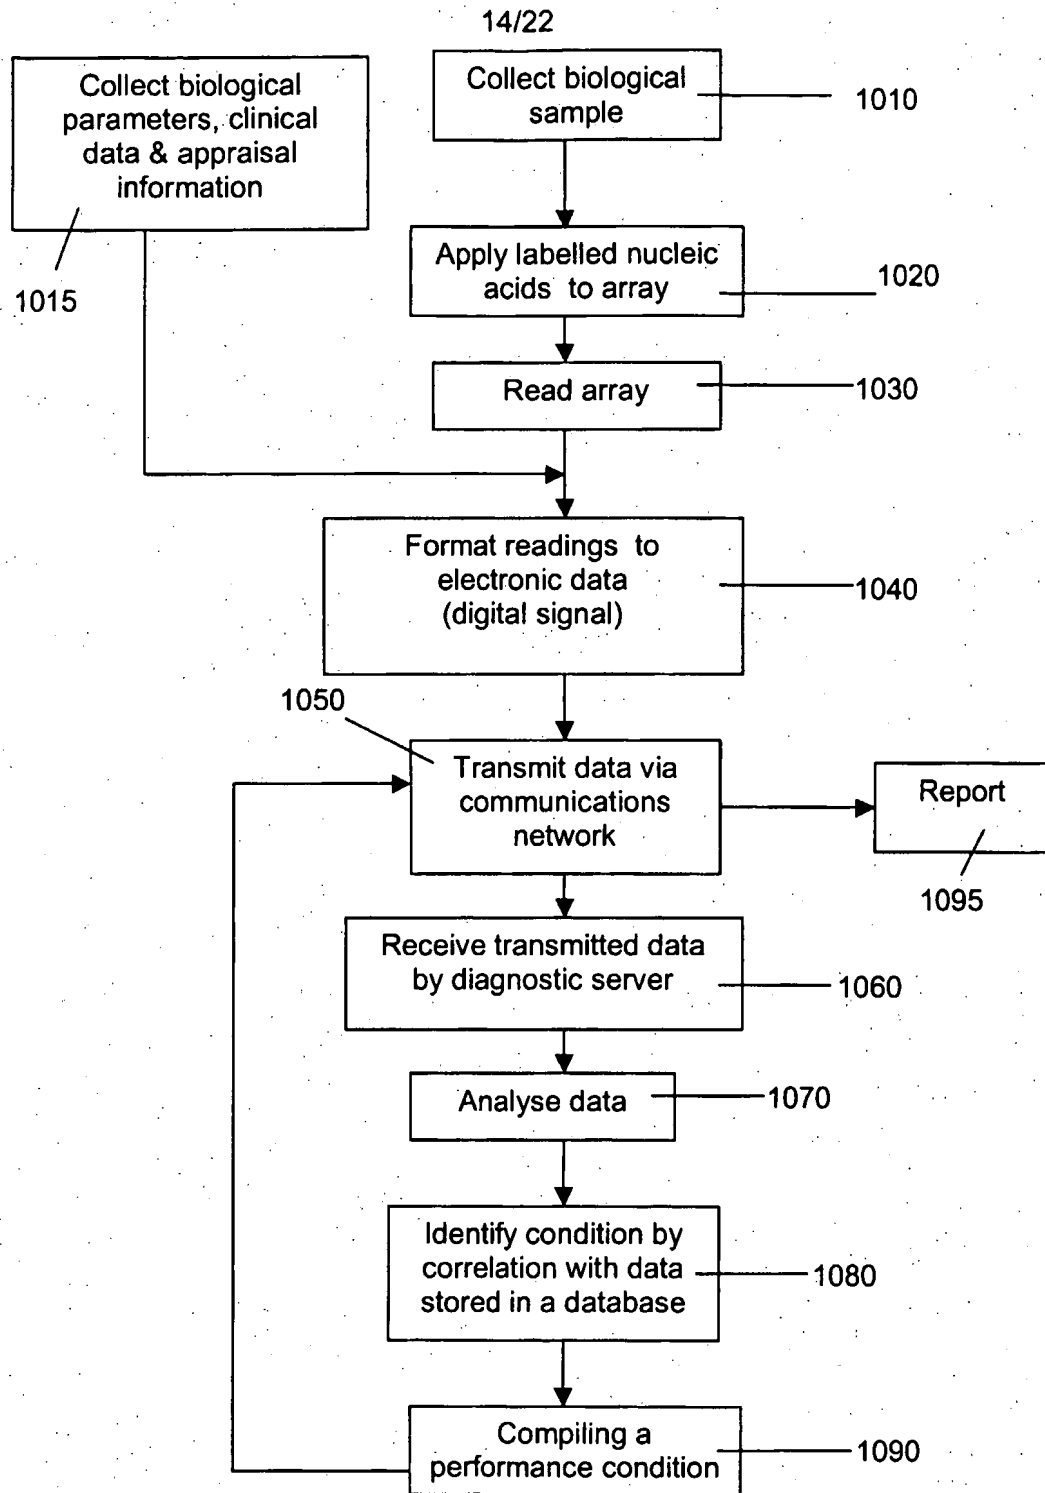 14/22
Collect biological
sample
1010
Collect biological
parameters, clinical
data & appraisal
information
1015
Apply labelled nucleic
acids to array
1020
Read array
1030
Format readings to
electronic data
(digital signal)
1040
1050
Transmit data via
communications
network
Report
1095
Receive transmitted data
by diagnostic server
1060
Analyse data
1070
Identify condition by
correlation with data
stored in a database
1080
Compiling a
performance condition
1090